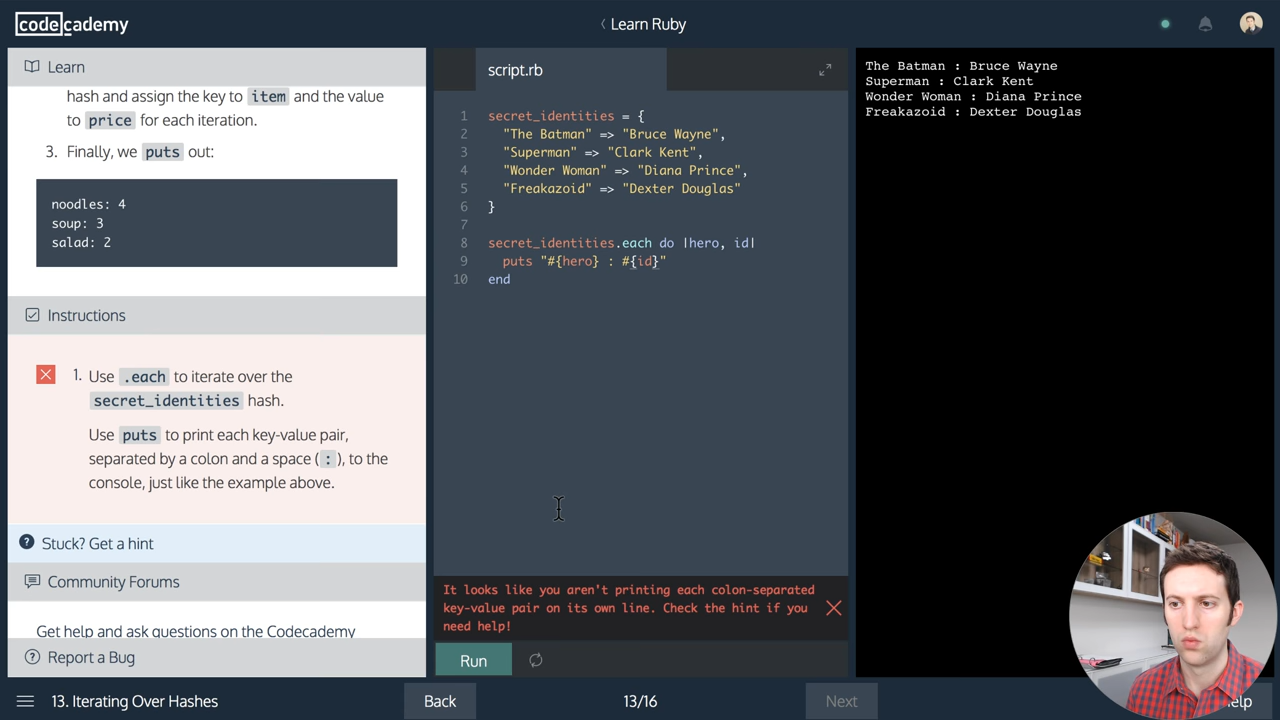 codecademy
Learn Ruby
Learn
hash and assign the key to item and the value
to price for each iteration.
3. Finally, we puts out:
noodles: 4
soup: 3
salad: 2
Instructions
1. Use .each to iterate over the
secret_identities hash.
Use puts to print each key-value pair,
separated by a colon and a space (: ), to the
console, just like the example above.
Stuck? Get a hint
Community Forums
Get help and ask questions on the Codecademy
Report a Bug
script.rb
1 secret_identities = {
2 "The Batman" => "Bruce Wayne",
3 "Superman" => "Clark Kent",
4 "Wonder Woman" => "Diana Prince",
5 "Freakazoid" => "Dexter Douglas"
6 }
7
8 secret_identities.each do |hero, id|
9 puts "#{hero} : #{id}"
10 end
It looks like you aren't printing each colon-separated
key-value pair on its own line. Check the hint if you
need help!
Run
The Batman : Bruce Wayne
Superman : Clark Kent
Wonder Woman : Diana Prince
Freakazoid : Dexter Douglas
13. Iterating Over Hashes
Back
13/16
Next
elp